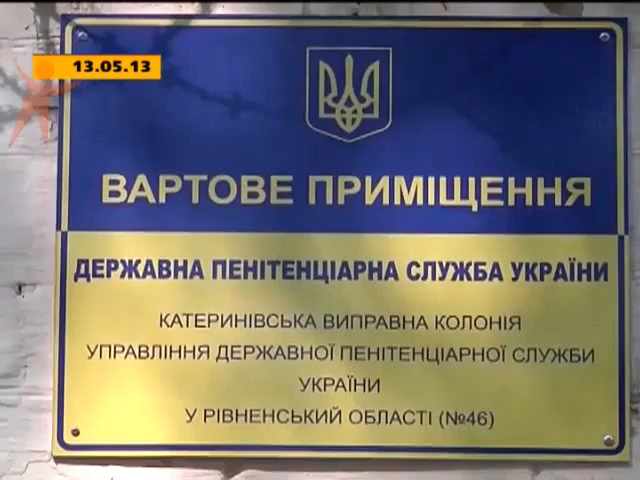 13.05.13
ВАРТОВЕ ПРИМІЩЕННЯ
ДЕРЖАВНА ПЕНІТЕНЦІАРНА СЛУЖБА УКРАЇНИ
КАТЕРИНІВСЬКА ВИПРАВНА КОЛОНІЯ
УПРАВЛІННЯ ДЕРЖАВНОЇ ПЕНІТЕНЦІАРНОЇ СЛУЖБИ
УКРАЇНИ
У РІВНЕНСЬКИЙ ОБЛАСТІ (№46)